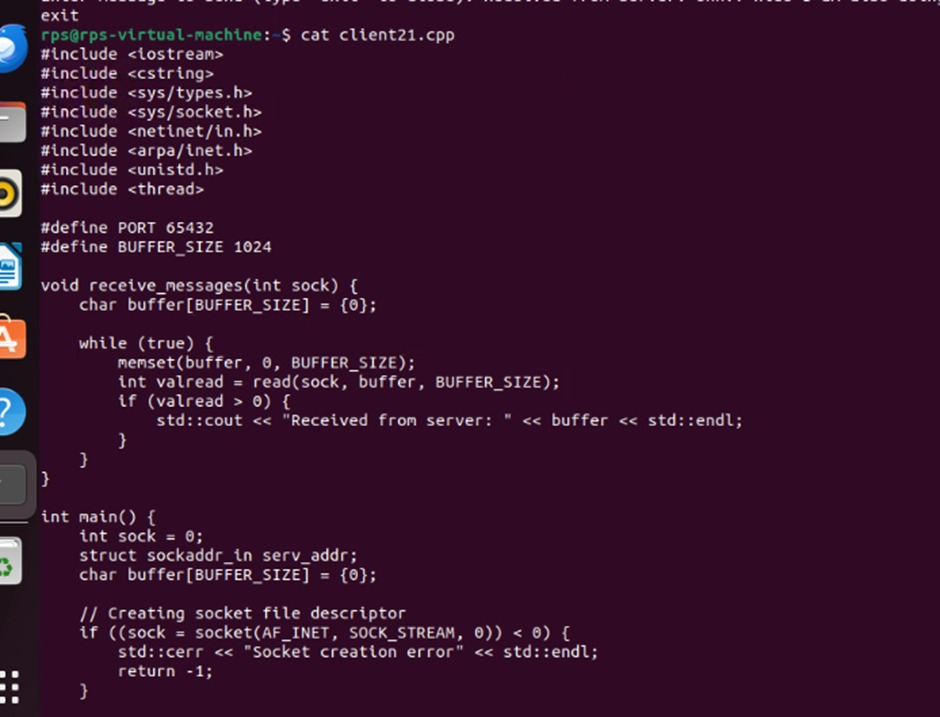 exit
rps@rps-virtual-machine:~$ cat client21.cpp
#include <iostream>
#include <cstring>
#include <sys/types.h>
#include <sys/socket.h>
#include <netinet/in.h>
#include <arpa/inet.h>
#include <unistd.h>
#include <thread>
#define PORT 65432
#define BUFFER_SIZE 1024
void receive_messages(int sock) {
    char buffer[BUFFER_SIZE] = {0};
    while (true) {
        memset(buffer, 0, BUFFER_SIZE);
        int valread = read(sock, buffer, BUFFER_SIZE);
        if (valread > 0) {
            std::cout << "Received from server: " << buffer << std::endl;
        }
    }
}
int main() {
    int sock = 0;
    struct sockaddr_in serv_addr;
    char buffer[BUFFER_SIZE] = {0};
    // Creating socket file descriptor
    if ((sock = socket(AF_INET, SOCK_STREAM, 0)) < 0) {
        std::cerr << "Socket creation error" << std::endl;
        return -1;
    }